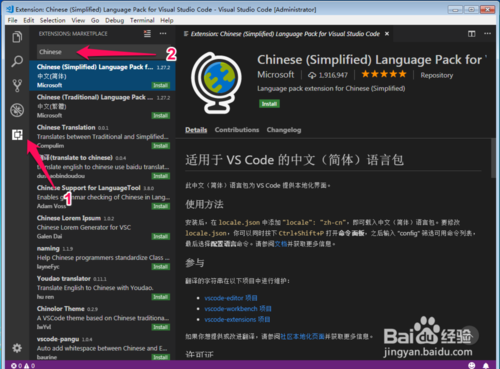 Extension: Chinese (Simplified) Language Pack for Visual Studio Code - Visual Studio Code [Administrator]
File Edit Selection View Go Debug Terminal Help
EXTENSIONS: MARKETPLACE
Chinese
2
1
Chinese (Simplified) Language Pack f... 1.27.2
中文(简体)
Microsoft Install
Chinese (Traditional) Language Pack ... 1.27.2
中文(繁體)
Microsoft Install
Chinese Translation 0.0.1
Translates between Traditional and Simplified...
Compulim Install
(translate to chinese) 0.0.4
translate english to chinese use baidu translat...
Install
Chinese Support for LanguageTool 3.8.0
Enables grammar checking of Chinese in Lang...
Adam Voss Install
Chinese Lorem Ipsum 1.8.2
Chinese Lorem Generator for VSC
Galen Dai Install
naming 1.1.9
Help Chinese programmers standardize Class ...
layneFyc Install
Youdao translator 1.1.1
Translate English to Chinese with Youdao.
hu ren Install
Chinolor Theme 0.2.9
A VSCode theme based on Chinese traditional...
lwYvl Install
vscode-pangu 0.0.4
Auto add whitespace between Chinese and E...
baurine Install
Extension: Chinese (Simplified) Language Pack for Visual Studio Code
Chinese (Simplified) Language Pack for V
Microsoft 1,916,947 Repository
Language pack extension for Chinese (Simplified)
Install
Details Contributions Changelog
适用于 VS Code 的中文（简体）语言包
此中文（简体）语言包为 VS Code 提供本地化界面。
使用方法
安装后，在 locale.json 中添加 "locale": "zh-cn"，即可载入中文（简体）语言包。要修改
locale.json，你可以同时按下 Ctrl+Shift+P 打开命令面板，之后输入 "config" 筛选可用命令列表，
最后选择配置语言命令。请参阅文档并获取更多信息。
参与
翻译的字符串在以下项目中进行维护：
vscode-editor 项目
vscode-workbench 项目
vscode-extensions 项目
如果你想提供或改进翻译，请参阅社区本地化页面并获取更多信息。
许可证
Baidu 经验
jingyan.baidu.com
0 0